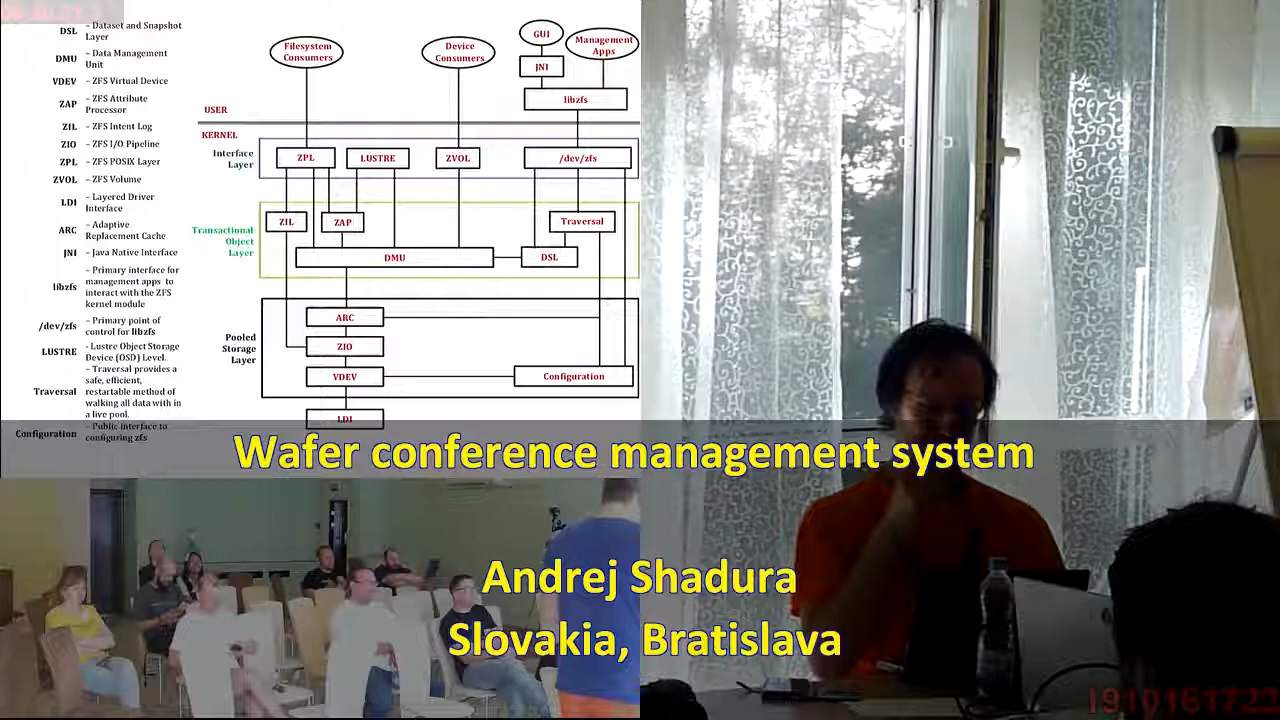 DSL – Dataset and Snapshot
Layer
DMU – Data Management
Unit
VDEV – ZFS Virtual Device
ZAP – ZFS Attribute
Processor
ZIL – ZFS Intent Log
ZIO – ZFS I/O Pipeline
ZPL – ZFS POSIX Layer
ZVOL – ZFS Volume
LDI – Layered Driver
Interface
ARC – Adaptive
Replacement Cache
JNI – Java Native Interface
libzfs – Primary interface for
management apps to
interact with the ZFS
kernel module
/dev/zfs – Primary point of
control for libzfs
LUSTRE - Lustre Object Storage
Device (OSD) Level.
Traversal – Traversal provides a
safe, efficient,
restartable method of
walking all data with in
a live pool.
Configuration – Public interface to
configuring zfs
Filesystem
Consumers
Device
Consumers
GUI
Management
Apps
JNI
libzfs
USER
KERNEL
Interface
Layer
ZPL
LUSTRE
ZVOL
/dev/zfs
Transactional
Object
Layer
ZIL
ZAP
Traversal
DMU
DSL
Pooled
Storage
Layer
ARC
ZIO
VDEV
Configuration
LDI
Wafer conference management system
Andrej Shadura
Slovakia, Bratislava